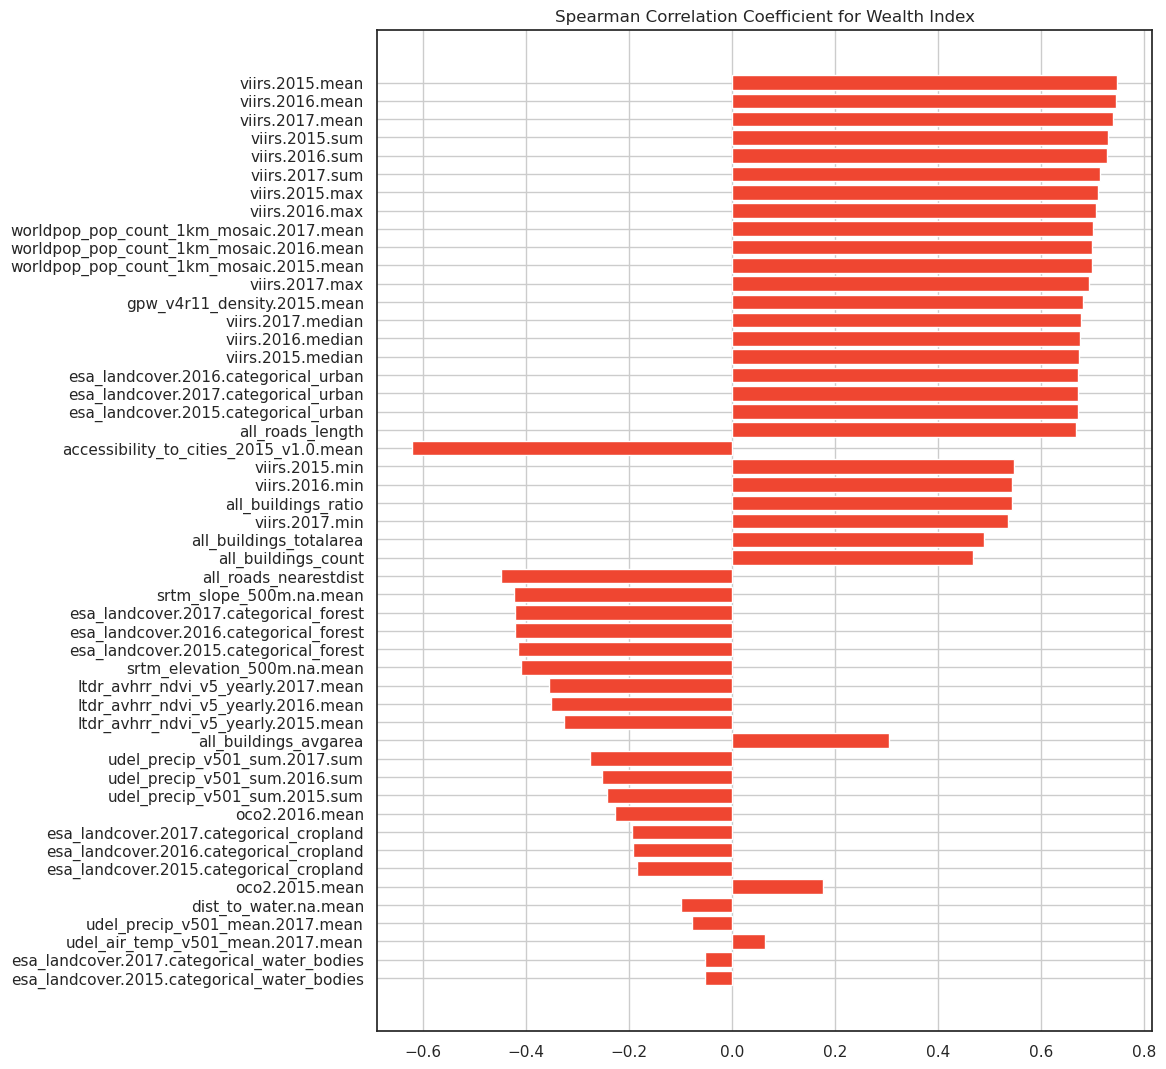 Spearman Correlation Coefficient for Wealth Index
viirs.2015.mean
viirs.2016.mean
viirs.2017.mean
viirs.2015.sum
viirs.2016.sum
viirs.2017.sum
viirs.2015.max
viirs.2016.max
worldpop_pop_count_1km_mosaic.2017.mean
worldpop_pop_count_1km_mosaic.2016.mean
worldpop_pop_count_1km_mosaic.2015.mean
viirs.2017.max
gpw_v4r11_density.2015.mean
viirs.2017.median
viirs.2016.median
viirs.2015.median
esa_landcover.2016.categorical_urban
esa_landcover.2017.categorical_urban
esa_landcover.2015.categorical_urban
all_roads_length
accessibility_to_cities_2015_v1.0.mean
viirs.2015.min
viirs.2016.min
all_buildings_ratio
viirs.2017.min
all_buildings_totalarea
all_buildings_count
all_roads_nearestdist
srtm_slope_500m.na.mean
esa_landcover.2017.categorical_forest
esa_landcover.2016.categorical_forest
esa_landcover.2015.categorical_forest
srtm_elevation_500m.na.mean
ltdr_avhrr_ndvi_v5_yearly.2017.mean
ltdr_avhrr_ndvi_v5_yearly.2016.mean
ltdr_avhrr_ndvi_v5_yearly.2015.mean
all_buildings_avgarea
udel_precip_v501_sum.2017.sum
udel_precip_v501_sum.2016.sum
udel_precip_v501_sum.2015.sum
oco2.2016.mean
esa_landcover.2017.categorical_cropland
esa_landcover.2016.categorical_cropland
esa_landcover.2015.categorical_cropland
oco2.2015.mean
dist_to_water.na.mean
udel_precip_v501_mean.2017.mean
udel_air_temp_v501_mean.2017.mean
esa_landcover.2017.categorical_water_bodies
esa_landcover.2015.categorical_water_bodies
−0.6 −0.4 −0.2 0.0 0.2 0.4 0.6 0.8